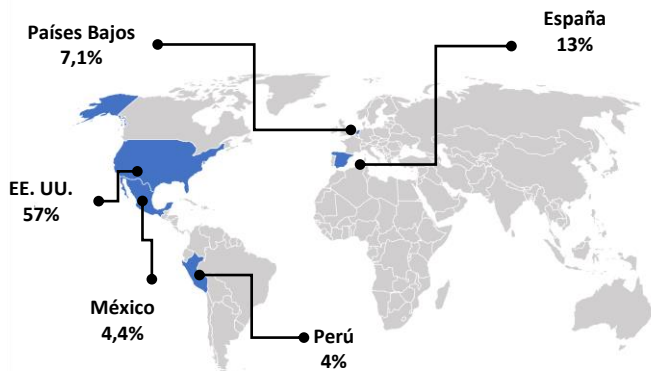 Países Bajos
7,1%
España
13%
EE. UU.
57%
México
4,4%
Perú
4%